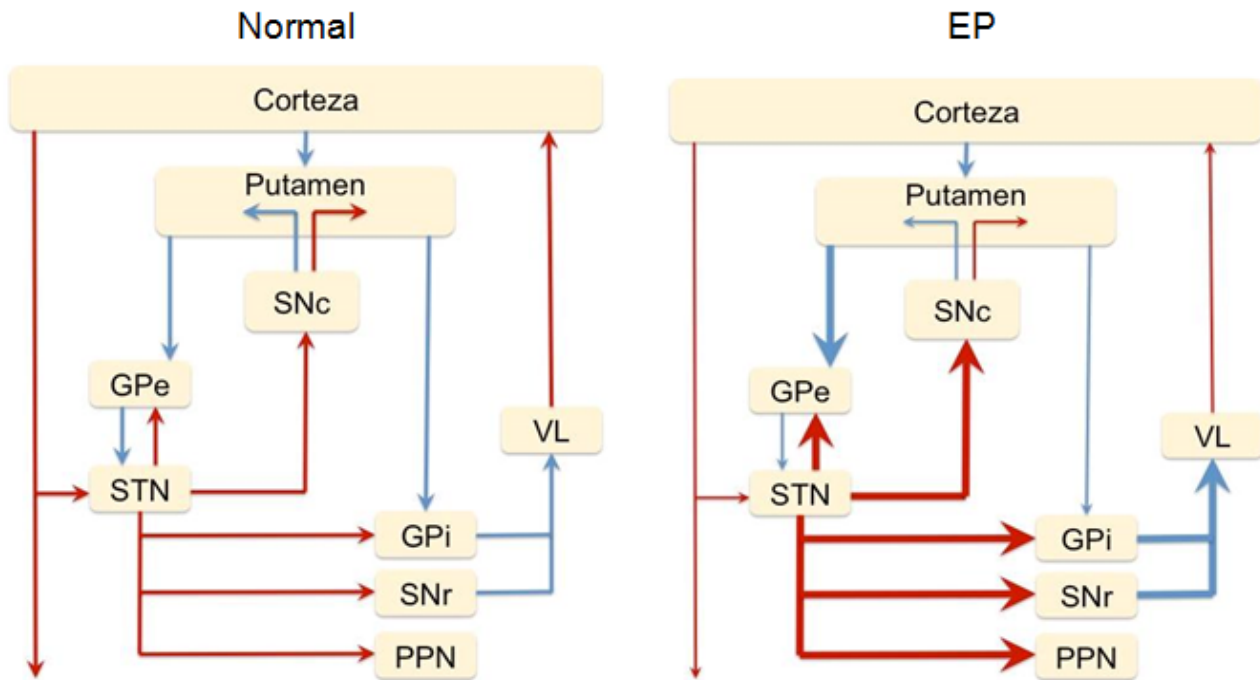 Normal
Corteza
Putamen
SNc
GPe
VL
STN
GPi
SNr
PPN
EP
Corteza
Putamen
SNc
GPe
VL
STN
GPi
SNr
PPN